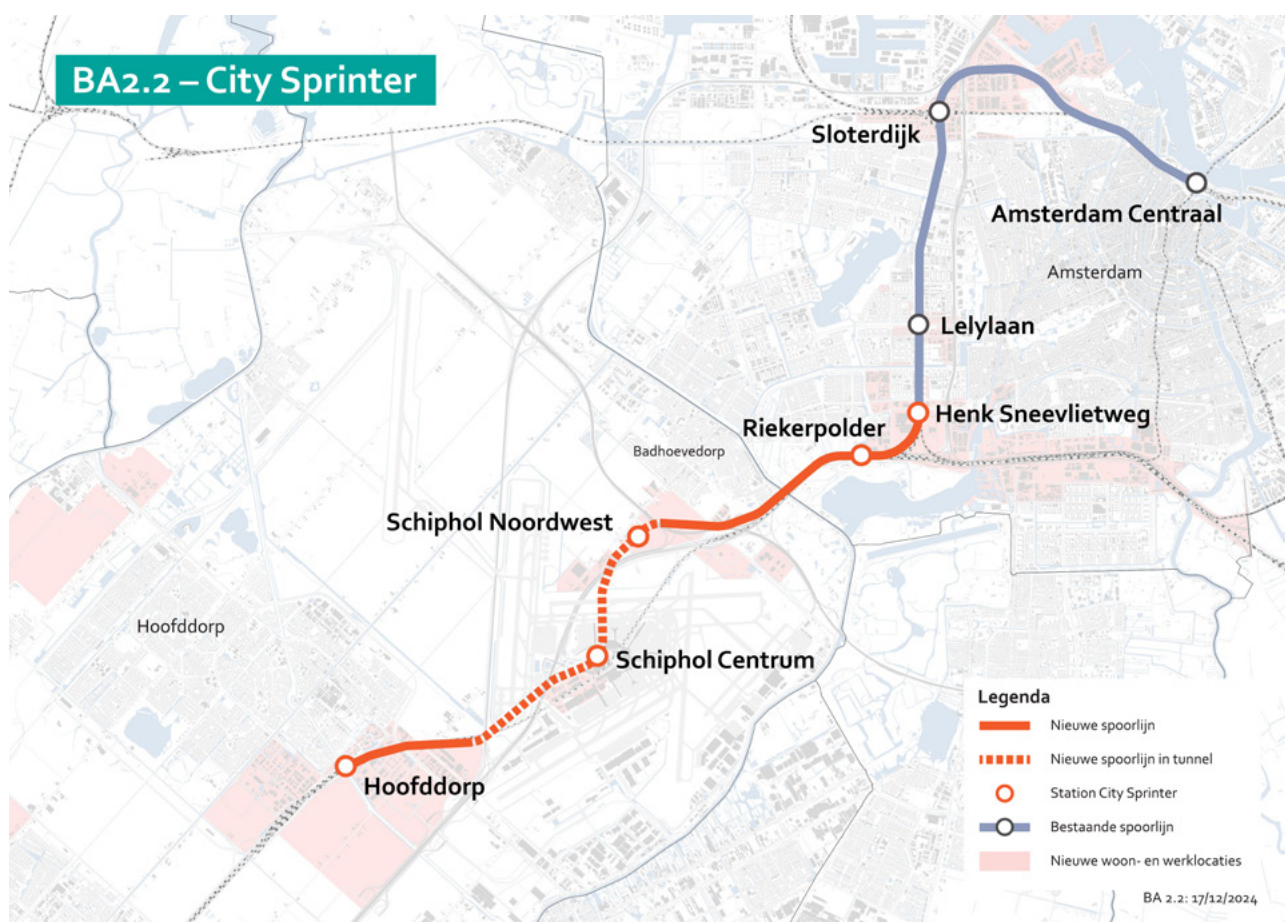 BA2.2 – City Sprinter
Sloterdijk
Amsterdam Centraal
Amsterdam
Lelylaan
Henk Sneevlietweg
Riekerpolder
Badhoevedorp
Schiphol Noordwest
Hoofddorp
Schiphol Centrum
Hoofddorp
Legenda
Nieuwe spoorlijn
Nieuwe spoorlijn in tunnel
Station City Sprinter
Bestaande spoorlijn
Nieuwe woon- en werklocaties
BA 2.2: 17/12/2024